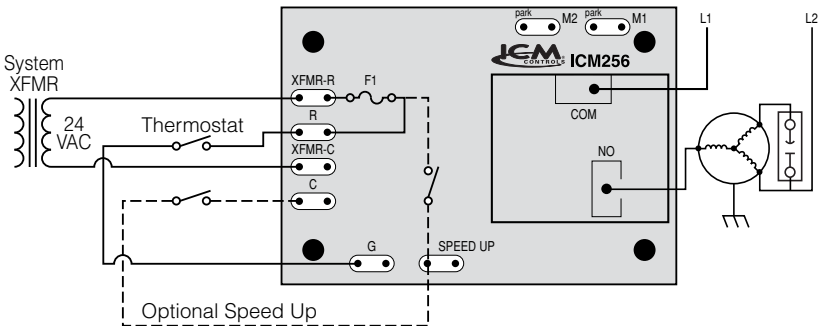 park
M2
park
M1
L1
L2
ICM
CONTROLS
ICM256
System
XFMR
XFMR-R
F1
COM
24
VAC
Thermostat
R
XFMR-C
NO
C
G
SPEED UP
Optional Speed Up